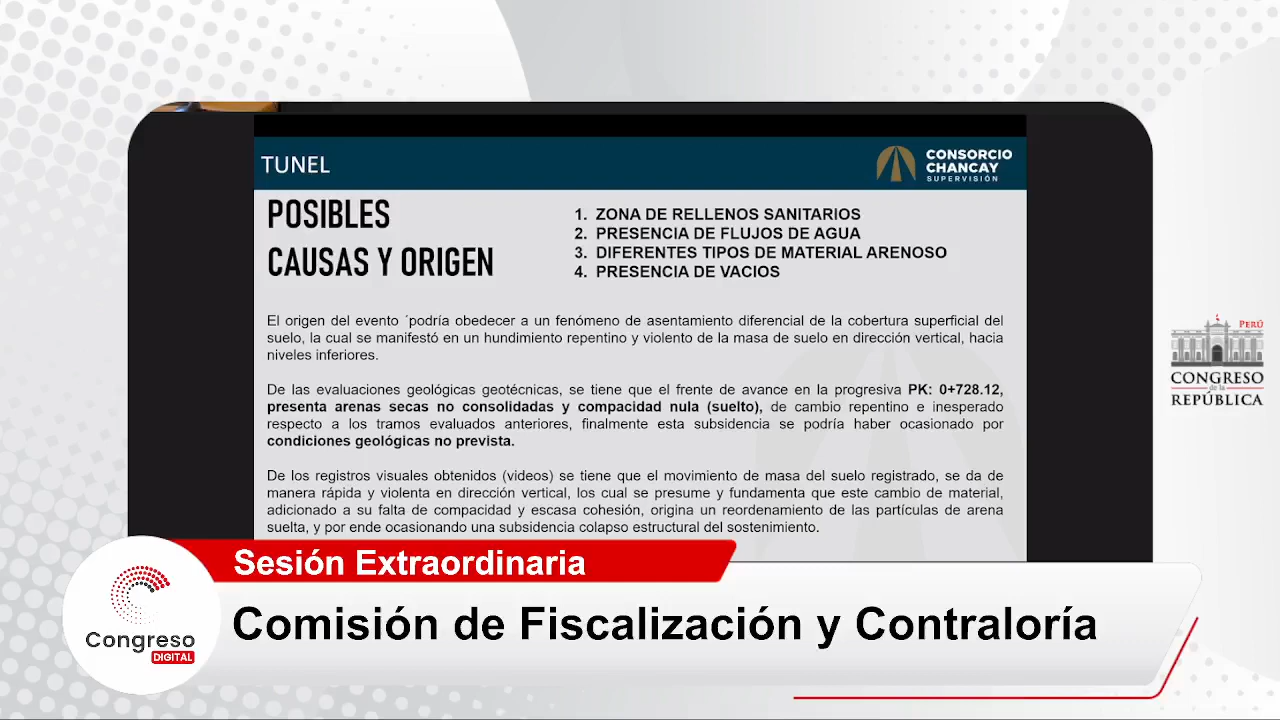 TUNEL
CONSORCIO
CHANCAY
SUPERVISIÓN
POSIBLES
CAUSAS Y ORIGEN
1. ZONA DE RELLENOS SANITARIOS
2. PRESENCIA DE FLUJOS DE AGUA
3. DIFERENTES TIPOS DE MATERIAL ARENOSO
4. PRESENCIA DE VACIOS
El origen del evento ´podría obedecer a un fenómeno de asentamiento diferencial de la cobertura superficial del
suelo, la cual se manifestó en un hundimiento repentino y violento de la masa de suelo en dirección vertical, hacia
niveles inferiores.
De las evaluaciones geológicas geotécnicas, se tiene que el frente de avance en la progresiva PK: 0+728.12,
presenta arenas secas no consolidadas y compacidad nula (suelto), de cambio repentino e inesperado
respecto a los tramos evaluados anteriores, finalmente esta subsidencia se podría haber ocasionado por
condiciones geológicas no prevista.
De los registros visuales obtenidos (videos) se tiene que el movimiento de masa del suelo registrado, se da de
manera rápida y violenta en dirección vertical, los cual se presume y fundamenta que este cambio de material,
adicionado a su falta de compacidad y escasa cohesión, origina un reordenamiento de las partículas de arena
suelta, y por ende ocasionando una subsidencia colapso estructural del sostenimiento.
PERÚ
CONGRESO
de la
REPÚBLICA
Sesión Extraordinaria
Comisión de Fiscalización y Contraloría
Congreso
DIGITAL